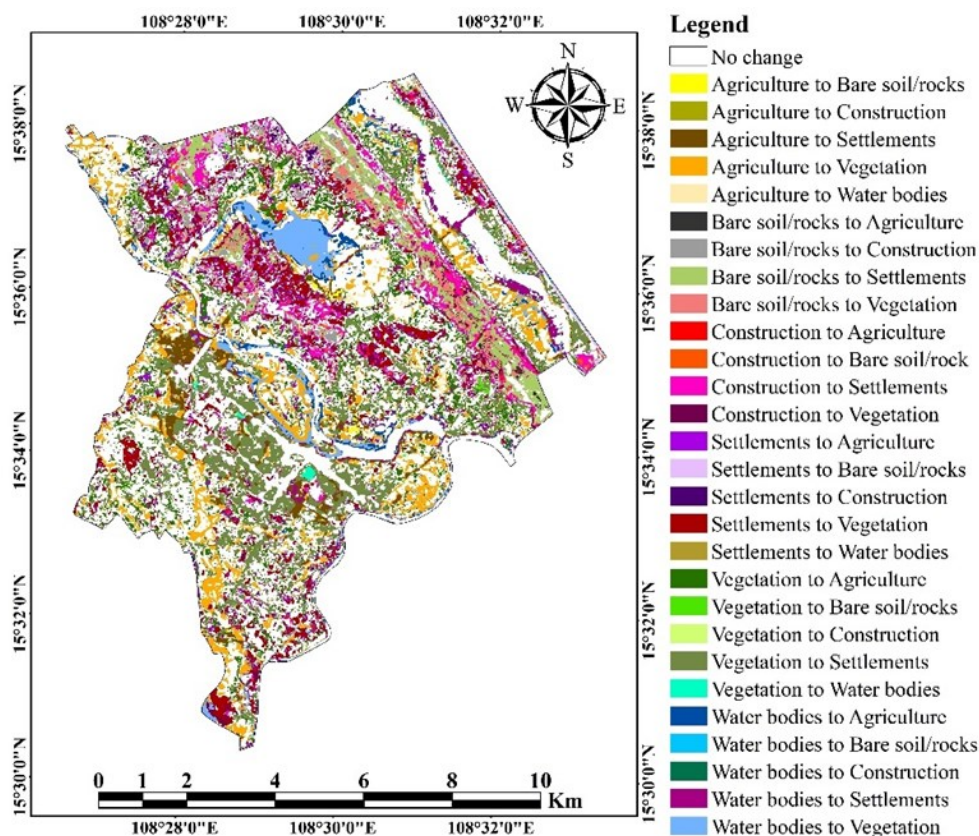 108°28'0"E 108°30'0"E 108°32'0"E
N
W E
S
15°38'0"N 15°38'0"N
15°36'0"N 15°36'0"N
15°34'0"N 15°34'0"N
15°32'0"N 15°32'0"N
15°30'0"N 15°30'0"N
0 1 2 4 6 8 10
Km
108°28'0"E 108°30'0"E 108°32'0"E
Legend
No change
Agriculture to Bare soil/rocks
Agriculture to Construction
Agriculture to Settlements
Agriculture to Vegetation
Agriculture to Water bodies
Bare soil/rocks to Agriculture
Bare soil/rocks to Construction
Bare soil/rocks to Settlements
Bare soil/rocks to Vegetation
Construction to Agriculture
Construction to Bare soil/rock
Construction to Settlements
Construction to Vegetation
Settlements to Agriculture
Settlements to Bare soil/rocks
Settlements to Construction
Settlements to Vegetation
Settlements to Water bodies
Vegetation to Agriculture
Vegetation to Bare soil/rocks
Vegetation to Construction
Vegetation to Settlements
Vegetation to Water bodies
Water bodies to Agriculture
Water bodies to Bare soil/rocks
Water bodies to Construction
Water bodies to Settlements
Water bodies to Vegetation